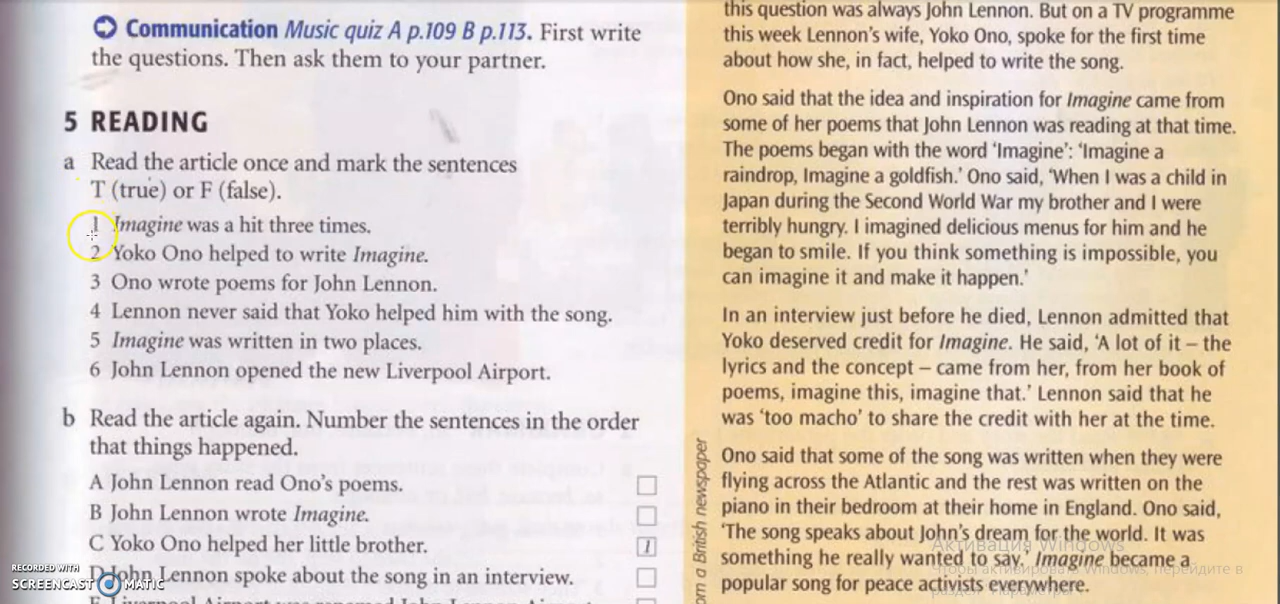 Communication Music quiz A p.109 B p.113. First write
the questions. Then ask them to your partner.
5 READING
a Read the article once and mark the sentences
T (true) or F (false).
1 Imagine was a hit three times.
2 Yoko Ono helped to write Imagine.
3 Ono wrote poems for John Lennon.
4 Lennon never said that Yoko helped him with the song.
5 Imagine was written in two places.
6 John Lennon opened the new Liverpool Airport.
b Read the article again. Number the sentences in the order
that things happened.
A John Lennon read Ono's poems.
B John Lennon wrote Imagine.
C Yoko Ono helped her little brother. 1
D John Lennon spoke about the song in an interview.
E Liverpool Airport was renamed John Lennon Airport.
RECORDED WITH
SCREENCAST MATIC
this question was always John Lennon. But on a TV programme
this week Lennon's wife, Yoko Ono, spoke for the first time
about how she, in fact, helped to write the song.
Ono said that the idea and inspiration for Imagine came from
some of her poems that John Lennon was reading at that time.
The poems began with the word 'Imagine': 'Imagine a
raindrop, Imagine a goldfish.' Ono said, 'When I was a child in
Japan during the Second World War my brother and I were
terribly hungry. I imagined delicious menus for him and he
began to smile. If you think something is impossible, you
can imagine it and make it happen.'
In an interview just before he died, Lennon admitted that
Yoko deserved credit for Imagine. He said, 'A lot of it – the
lyrics and the concept – came from her, from her book of
poems, imagine this, imagine that.' Lennon said that he
was 'too macho' to share the credit with her at the time.
Ono said that some of the song was written when they were
flying across the Atlantic and the rest was written on the
piano in their bedroom at their home in England. Ono said,
'The song speaks about John's dream for the world. It was
something he really wanted to say.' Imagine became a
popular song for peace activists everywhere.
om a British newspaper
Активация Windows
Чтобы активировать Windows, перейдите в
раздел "Параметры".